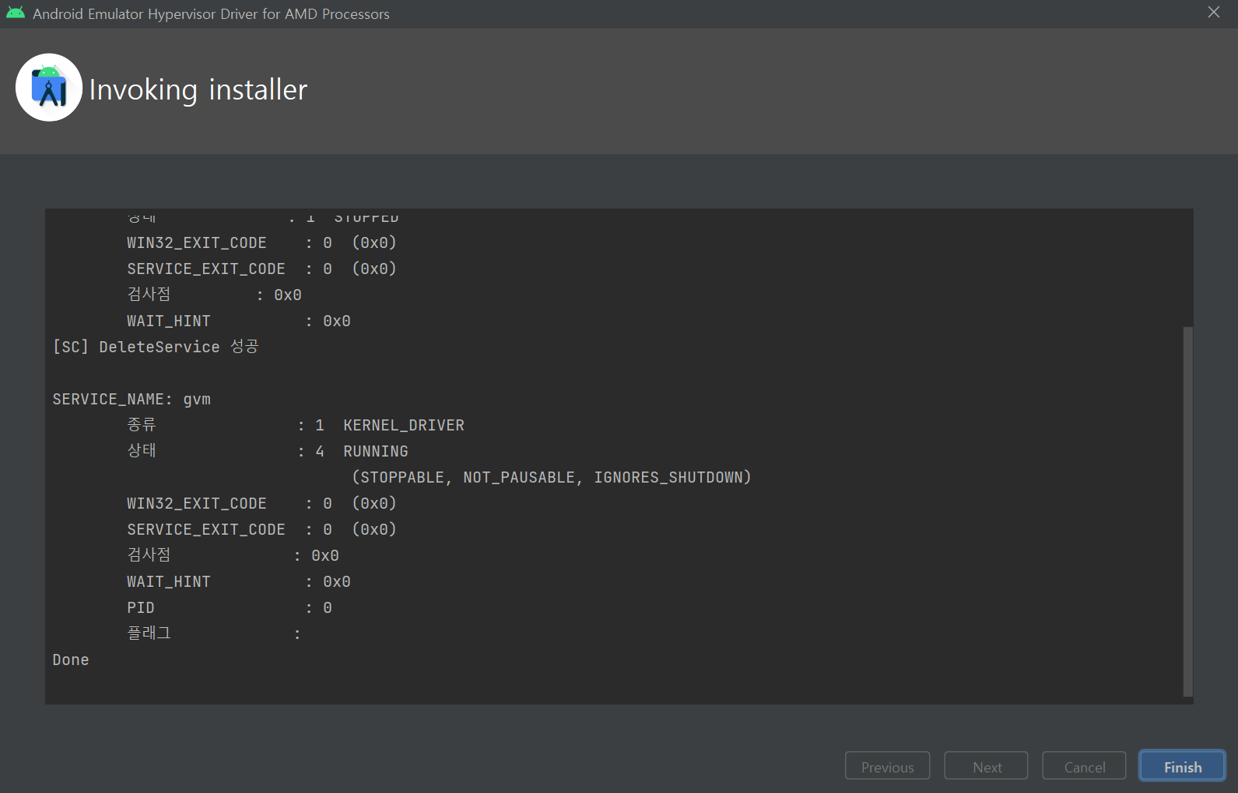 Android Emulator Hypervisor Driver for AMD Processors
Invoking installer
상태 : 1 STOPPED
WIN32_EXIT_CODE : 0 (0x0)
SERVICE_EXIT_CODE : 0 (0x0)
검사점 : 0x0
WAIT_HINT : 0x0
[SC] DeleteService 성공
SERVICE_NAME: gvm
종류 : 1 KERNEL_DRIVER
상태 : 4 RUNNING
(STOPPABLE, NOT_PAUSABLE, IGNORES_SHUTDOWN)
WIN32_EXIT_CODE : 0 (0x0)
SERVICE_EXIT_CODE : 0 (0x0)
검사점 : 0x0
WAIT_HINT : 0x0
PID : 0
플래그 :
Done
Previous Next Cancel Finish